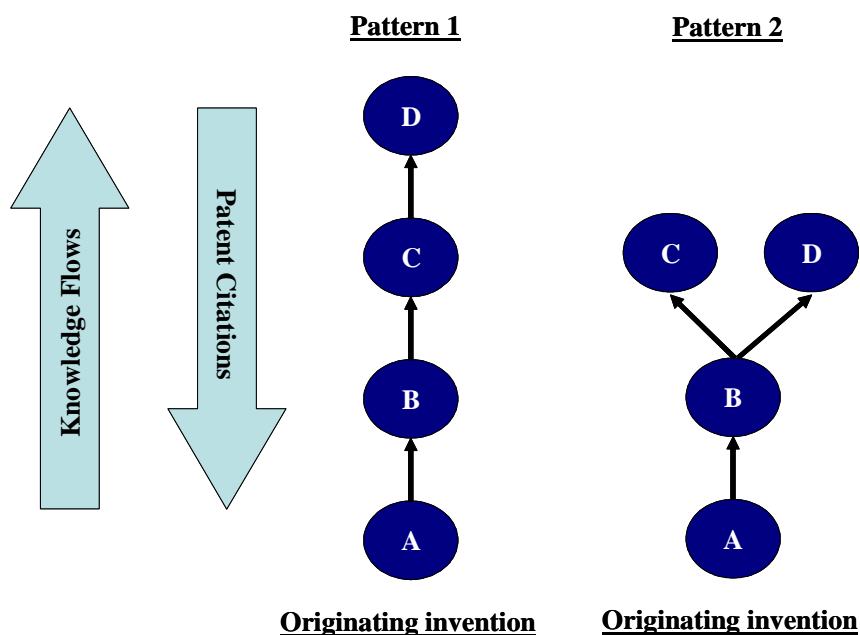 Pattern 1
Pattern 2
Knowledge Flows
Patent Citations
D
C
B
A
C
D
B
A
Originating invention
Originating invention